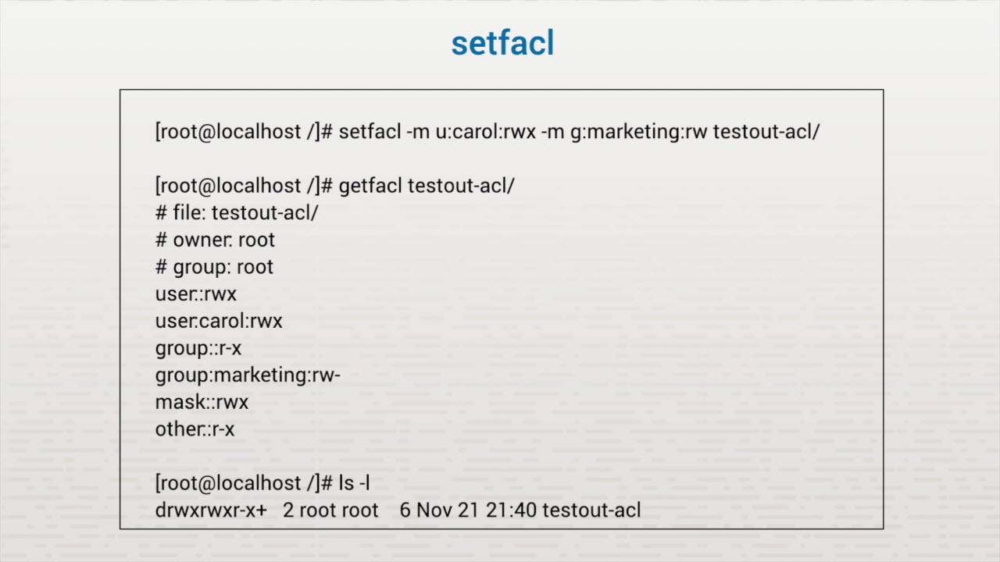 setfacl
[root@localhost /]# setfacl -m u:carol:rwx -m g:marketing:rw testout-acl/
[root@localhost /]# getfacl testout-acl/
# file: testout-acl/
# owner: root
# group: root
user::rwx
user:carol:rwx
group::r-x
group:marketing:rw-
mask::rwx
other::r-x
[root@localhost /]# ls -l
drwxrwxr-x+ 2 root root 6 Nov 21 21:40 testout-acl